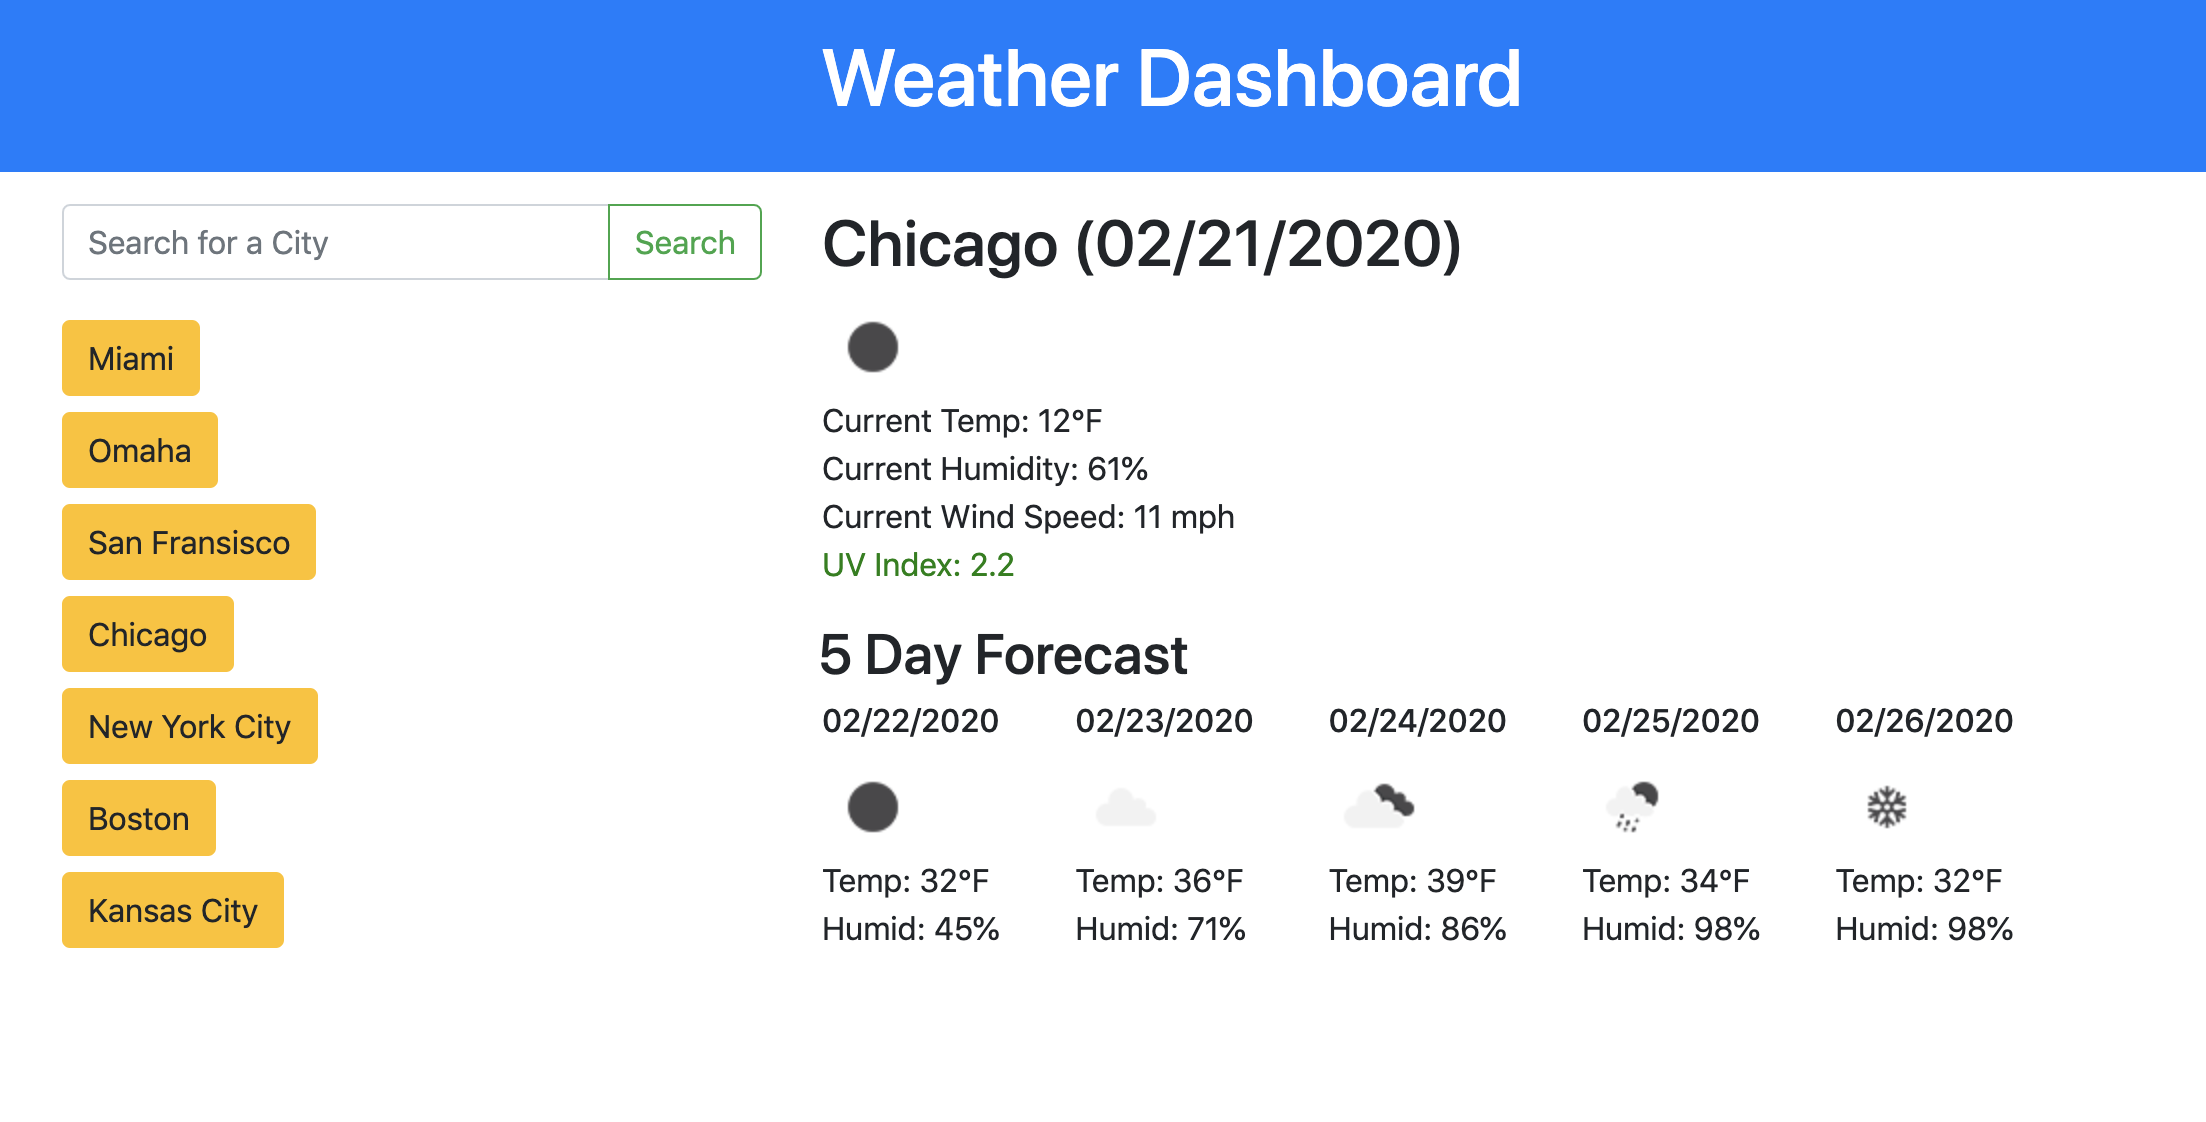 Weather Dashboard
Search for a City
Search
Miami
Omaha
San Fransisco
Chicago
New York City
Boston
Kansas City
Chicago (02/21/2020)
Current Temp: 12°F
Current Humidity: 61%
Current Wind Speed: 11 mph
UV Index: 2.2
5 Day Forecast
02/22/2020
Temp: 32°F
Humid: 45%
02/23/2020
Temp: 36°F
Humid: 71%
02/24/2020
Temp: 39°F
Humid: 86%
02/25/2020
Temp: 34°F
Humid: 98%
02/26/2020
Temp: 32°F
Humid: 98%